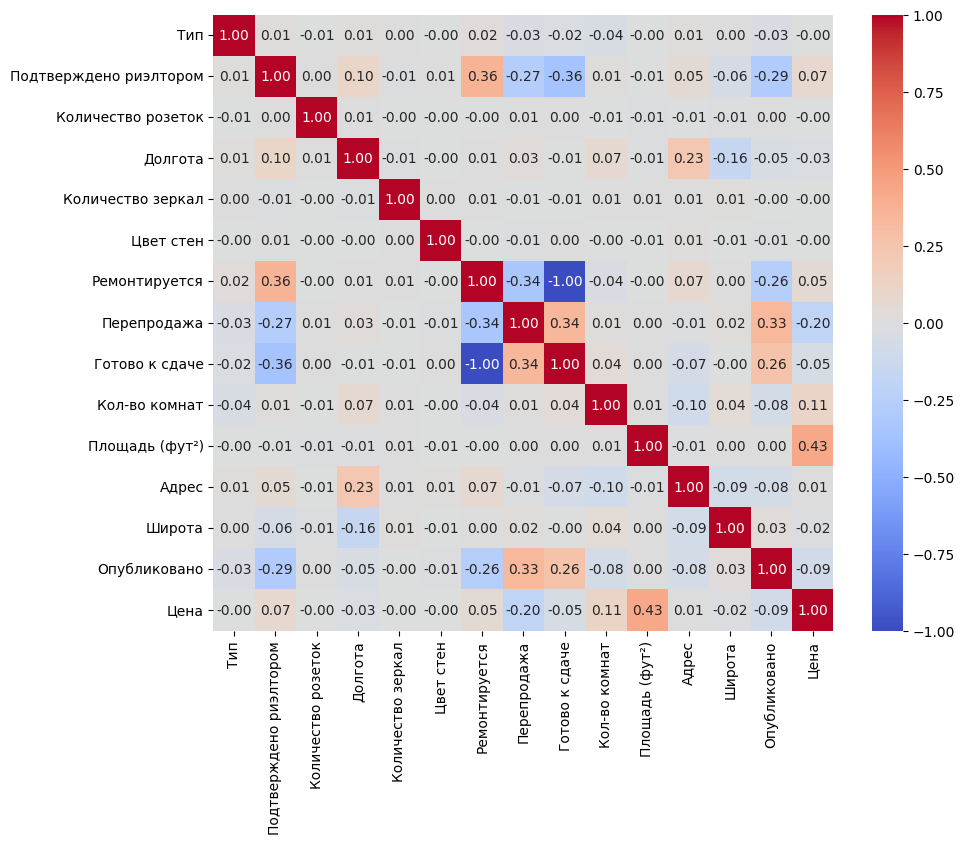 Тип 1.00 0.01 -0.01 0.01 0.00 -0.00 0.02 -0.03 -0.02 -0.04 -0.00 0.01 0.00 -0.03 -0.00
Подтверждено риэлтором 0.01 1.00 0.00 0.10 -0.01 0.01 0.36 -0.27 -0.36 0.01 -0.01 0.05 -0.06 -0.29 0.07
Количество розеток -0.01 0.00 1.00 0.01 -0.00 -0.00 -0.00 0.01 0.00 -0.01 -0.01 -0.01 -0.01 0.00 -0.00
Долгота 0.01 0.10 0.01 1.00 -0.01 -0.00 0.01 0.03 -0.01 0.07 -0.01 0.23 -0.16 -0.05 -0.03
Количество зеркал 0.00 -0.01 -0.00 -0.01 1.00 0.00 0.01 -0.01 -0.01 0.01 0.01 0.01 0.01 -0.00 -0.00
Цвет стен -0.00 0.01 -0.00 -0.00 0.00 1.00 -0.00 -0.01 0.00 -0.00 -0.01 0.01 -0.01 -0.01 -0.00
Ремонтируется 0.02 0.36 -0.00 0.01 0.01 -0.00 1.00 -0.34 -1.00 -0.04 -0.00 0.07 0.00 -0.26 0.05
Перепродажа -0.03 -0.27 0.01 0.03 -0.01 -0.01 -0.34 1.00 0.34 0.01 0.00 -0.01 0.02 0.33 -0.20
Готово к сдаче -0.02 -0.36 0.00 -0.01 -0.01 0.00 -1.00 0.34 1.00 0.04 0.00 -0.07 -0.00 0.26 -0.05
Кол-во комнат -0.04 0.01 -0.01 0.07 0.01 -0.00 -0.04 0.01 0.04 1.00 0.01 -0.10 0.04 -0.08 0.11
Площадь (фут²) -0.00 -0.01 -0.01 -0.01 0.01 -0.01 -0.00 0.00 0.00 0.01 1.00 -0.01 0.00 0.00 0.43
Адрес 0.01 0.05 -0.01 0.23 0.01 0.01 0.07 -0.01 -0.07 -0.10 -0.01 1.00 -0.09 -0.08 0.01
Широта 0.00 -0.06 -0.01 -0.16 0.01 -0.01 0.00 0.02 -0.00 0.04 0.00 -0.09 1.00 0.03 -0.02
Опубликовано -0.03 -0.29 0.00 -0.05 -0.00 -0.01 -0.26 0.33 0.26 -0.08 0.00 -0.08 0.03 1.00 -0.09
Цена -0.00 0.07 -0.00 -0.03 -0.00 -0.00 0.05 -0.20 -0.05 0.11 0.43 0.01 -0.02 -0.09 1.00
Тип
Подтверждено риэлтором
Количество розеток
Долгота
Количество зеркал
Цвет стен
Ремонтируется
Перепродажа
Готово к сдаче
Кол-во комнат
Площадь (фут²)
Адрес
Широта
Опубликовано
Цена
1.00
0.75
0.50
0.25
0.00
−0.25
−0.50
−0.75
−1.00